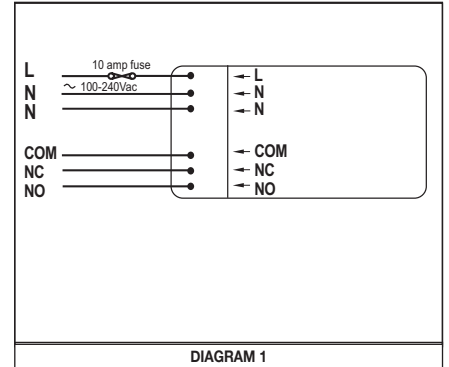 10 amp fuse
L
L
~ 100-240Vac
N
N
N
N
COM
COM
NC
NC
NO
NO
DIAGRAM 1